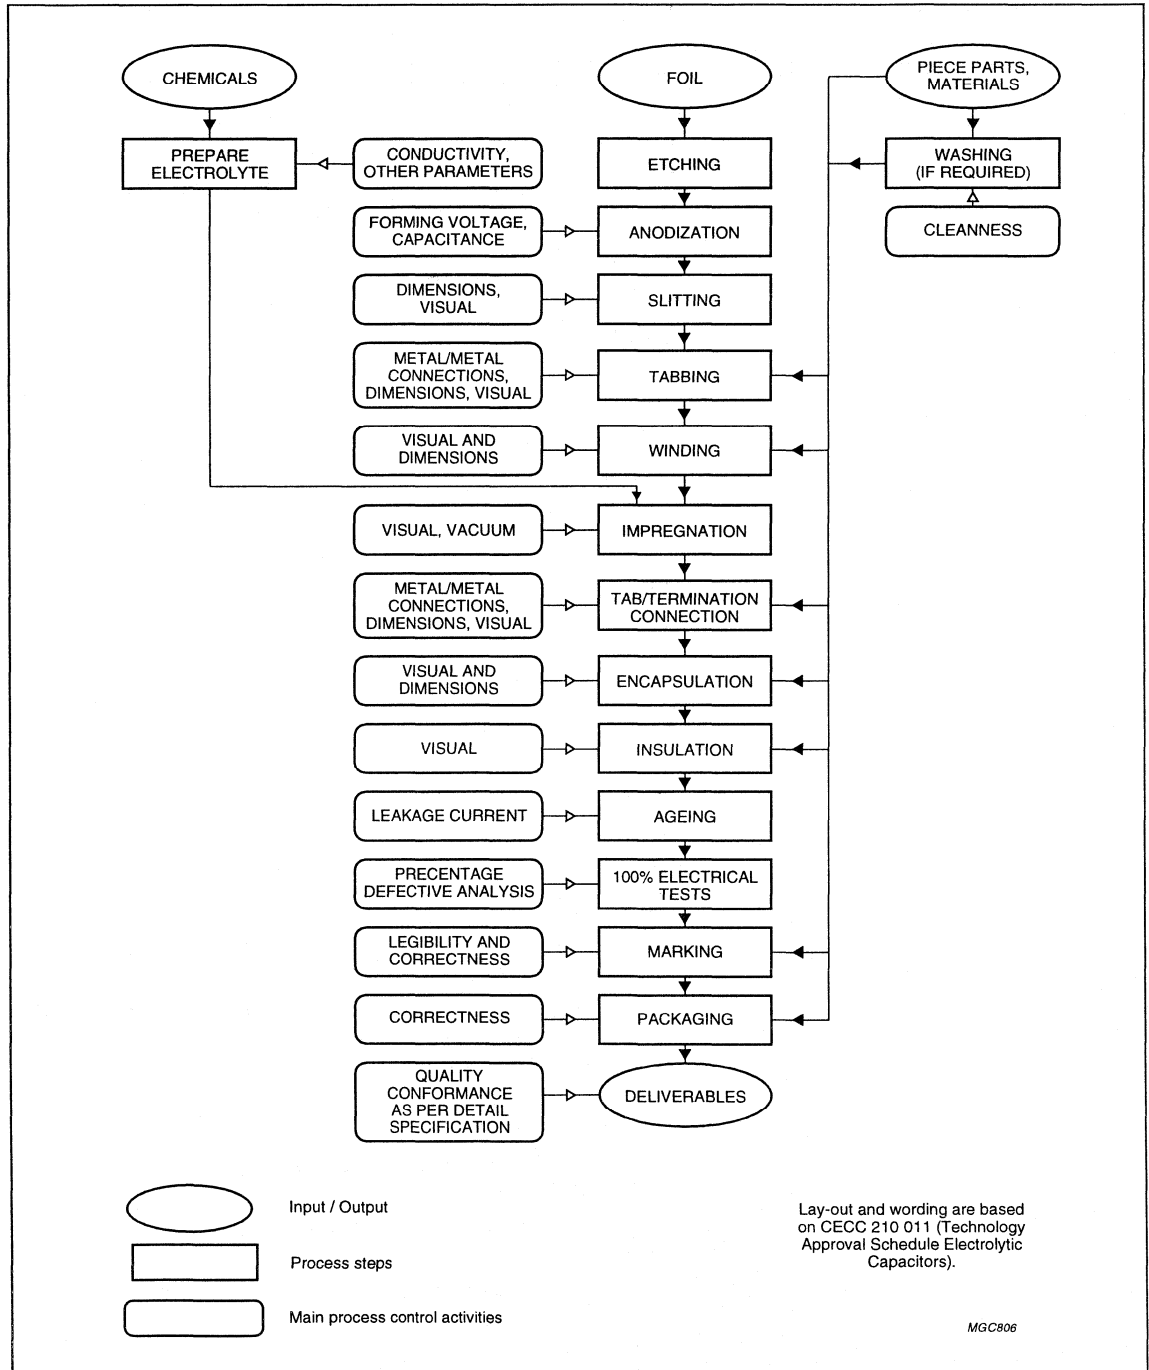 CHEMICALS
FOIL
PIECE PARTS,
MATERIALS
PREPARE
ELECTROLYTE
CONDUCTIVITY,
OTHER PARAMETERS
ETCHING
WASHING
(IF REQUIRED)
FORMING VOLTAGE,
CAPACITANCE
ANODIZATION
CLEANNESS
DIMENSIONS,
VISUAL
SLITTING
METAL/METAL
CONNECTIONS,
DIMENSIONS, VISUAL
TABBING
VISUAL AND
DIMENSIONS
WINDING
VISUAL, VACUUM
IMPREGNATION
METAL/METAL
CONNECTIONS,
DIMENSIONS, VISUAL
TAB/TERMINATION
CONNECTION
VISUAL AND
DIMENSIONS
ENCAPSULATION
VISUAL
INSULATION
LEAKAGE CURRENT
AGEING
PRECENTAGE
DEFECTIVE ANALYSIS
100% ELECTRICAL
TESTS
LEGIBILITY AND
CORRECTNESS
MARKING
CORRECTNESS
PACKAGING
QUALITY
CONFORMANCE
AS PER DETAIL
SPECIFICATION
DELIVERABLES
Input / Output
Process steps
Main process control activities
Lay-out and wording are based
on CECC 210 011 (Technology
Approval Schedule Electrolytic
Capacitors).
MGC806